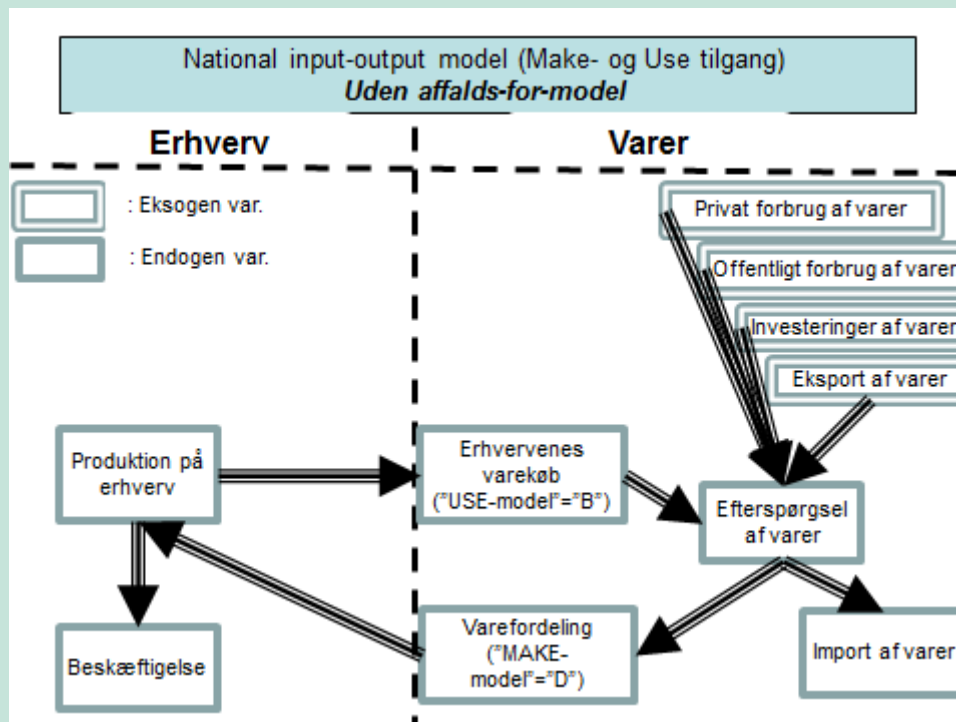 National input-output model (Make- og Use tilgang)
Uden affalds-for-model
Erhverv
Varer
: Eksogen var.
: Endogen var.
Privat forbrug af varer
Offentligt forbrug af varer
Investeringer af varer
Eksport af varer
Produktion på
erhverv
Erhvervenes
varekøb
("USE-model"="B")
Efterspørgsel
af varer
Beskæftigelse
Varefordeling
("MAKE-
model"="D")
Import af varer